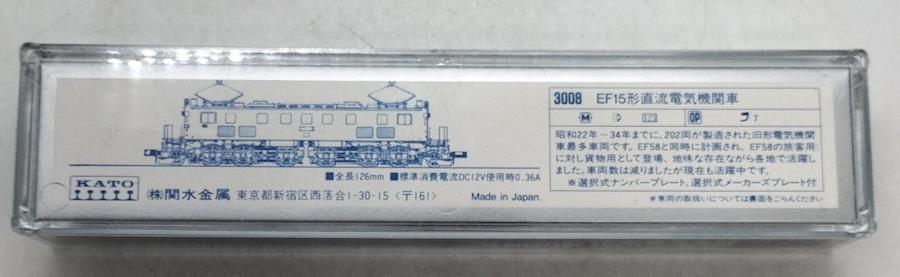 3008 EF15形直流電気機関車
M 123 OP 7
昭和22年～34年までに、202両が製造された旧形電気機関
車最多車両です。EF58と同時に計画され、EF58の旅客用
に対し貨物用として登場、地味な存在ながら各地で活躍し
ました。車両数は減りましたが現在も活躍中です。
※選択式ナンバープレート、選択式メーカーズプレート付
※車両の取扱いについては裏面をごらんください
■全長126mm ■標準消費電流DC12V使用時0.36A
KATO ㈱関水金属 東京都新宿区西落合1-30-15〈〒161〉 Made in Japan.